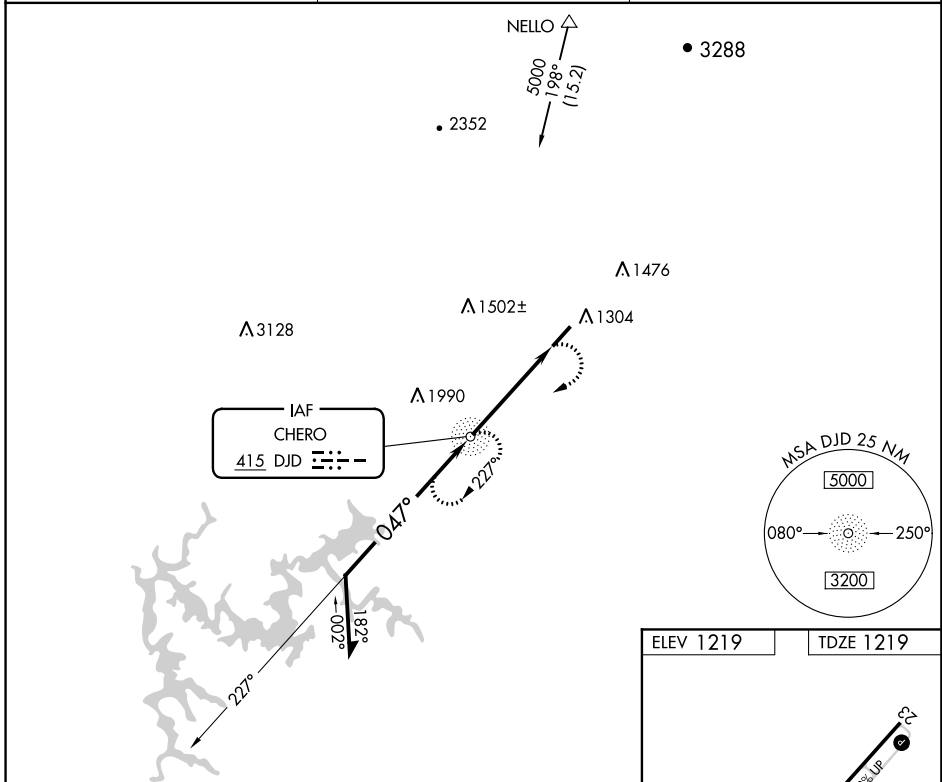 NELLO
3288
5000
198°
(15.2)
2352
1476
1502±
1304
3128
1990
IAF
CHERO
415 DJD
227°
047°
MSA DJD 25 NM
5000
080°
250°
3200
182°
002°
227°
ELEV 1219
TDZE 1219
23
% UP